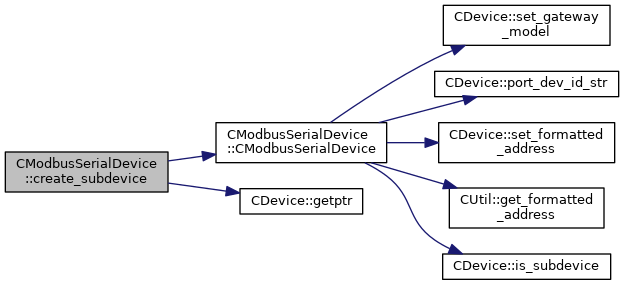 CModbusSerialDevice
::create_subdevice
CModbusSerialDevice
::CModbusSerialDevice
CDevice::getptr
CDevice::set_gateway
_model
CDevice::port_dev_id_str
CDevice::set_formatted
_address
CUtil::get_formatted
_address
CDevice::is_subdevice